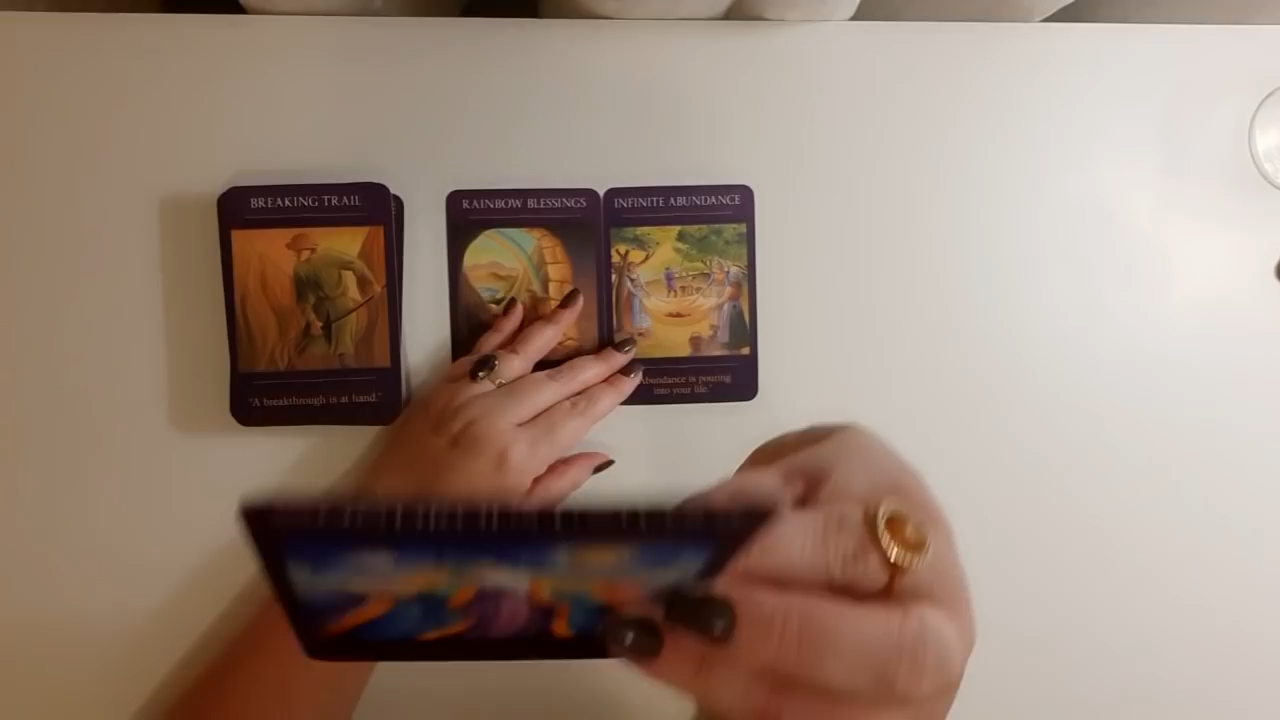 BREAKING TRAIL
"A breakthrough is at hand."
RAINBOW BLESSINGS
INFINITE ABUNDANCE
Abundance is pouring
into your life."